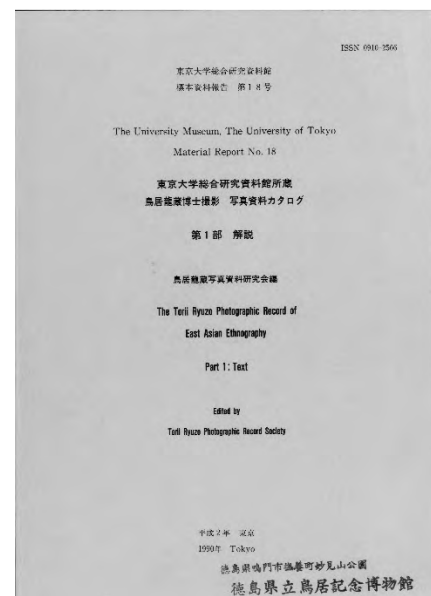 ISSN 0910-2566
東京大学総合研究資料館
標本資料報告 第18号
The University Museum, The University of Tokyo
Material Report No. 18
東京大学総合研究資料館所蔵
鳥居龍蔵博士撮影 写真資料カタログ
第1部 解説
鳥居龍蔵写真資料研究会編
The Torii Ryuzo Photographic Record of
East Asian Ethnography
Part 1: Text
Edited by
Torii Ryuzo Photographic Record Society
平成2年 東京
1990年 Tokyo
徳島県鳴門市撫養町妙見山公園
徳島県立鳥居記念博物館